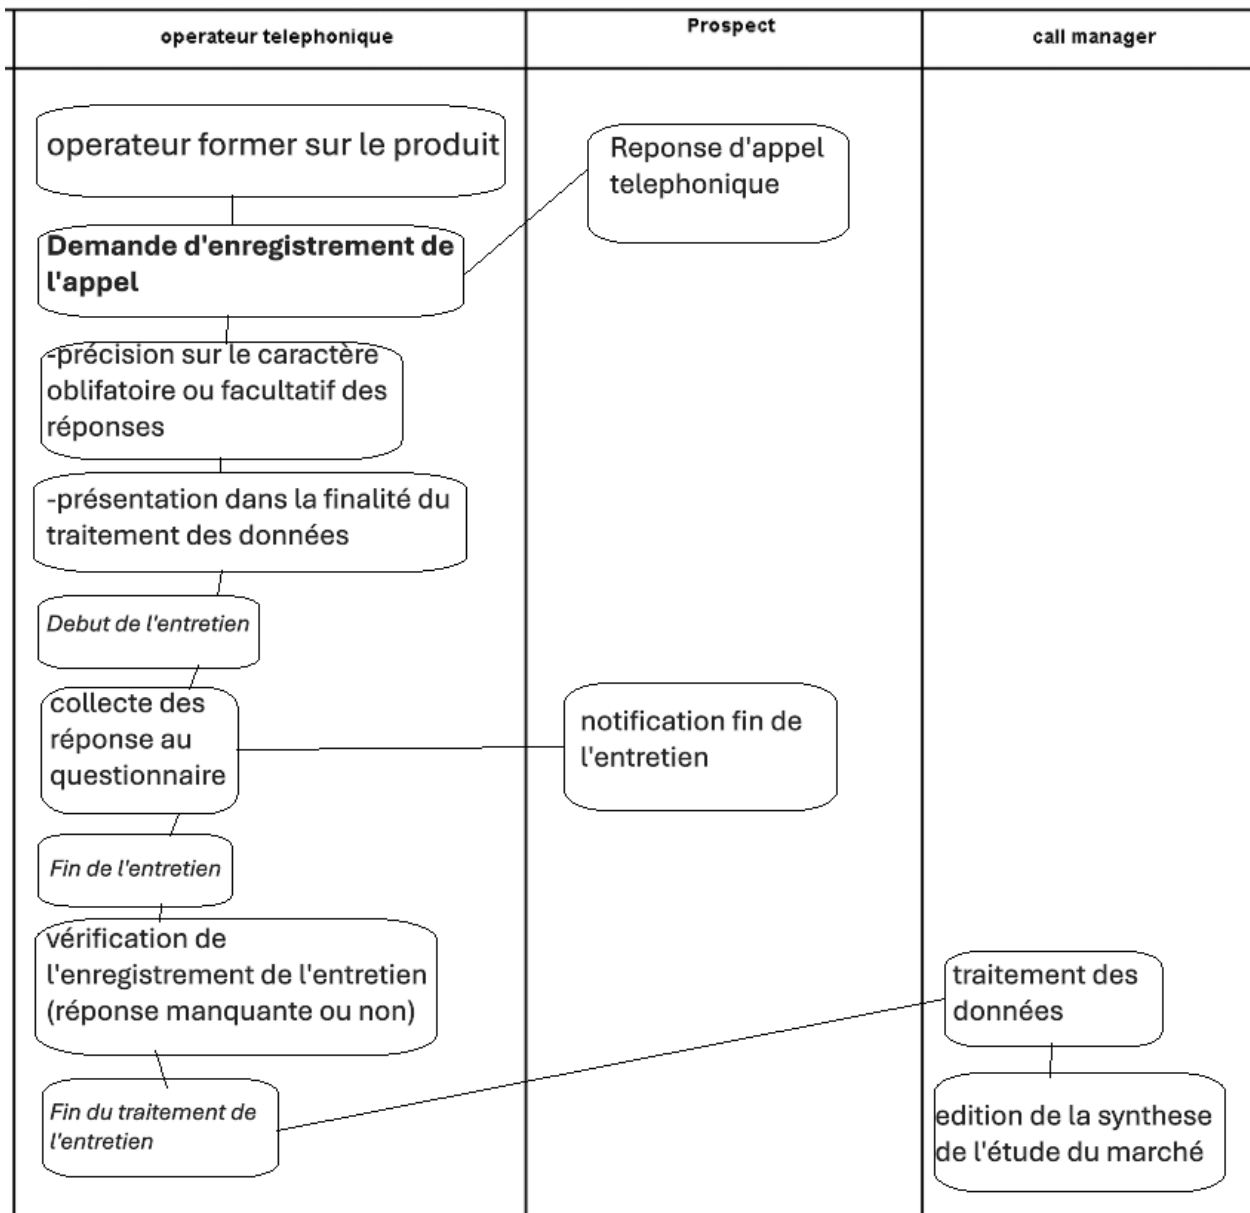 operateur telephonique
Prospect
call manager
operateur former sur le produit
Reponse d'appel
telephonique
Demande d'enregistrement de
l'appel
-précision sur le caractère
oblifatoire ou facultatif des
réponses
-présentation dans la finalité du
traitement des données
Debut de l'entretien
collecte des
réponse au
questionnaire
notification fin de
l'entretien
Fin de l'entretien
vérification de
l'enregistrement de l'entretien
(réponse manquante ou non)
traitement des
données
Fin du traitement de
l'entretien
edition de la synthese
de l'étude du marché